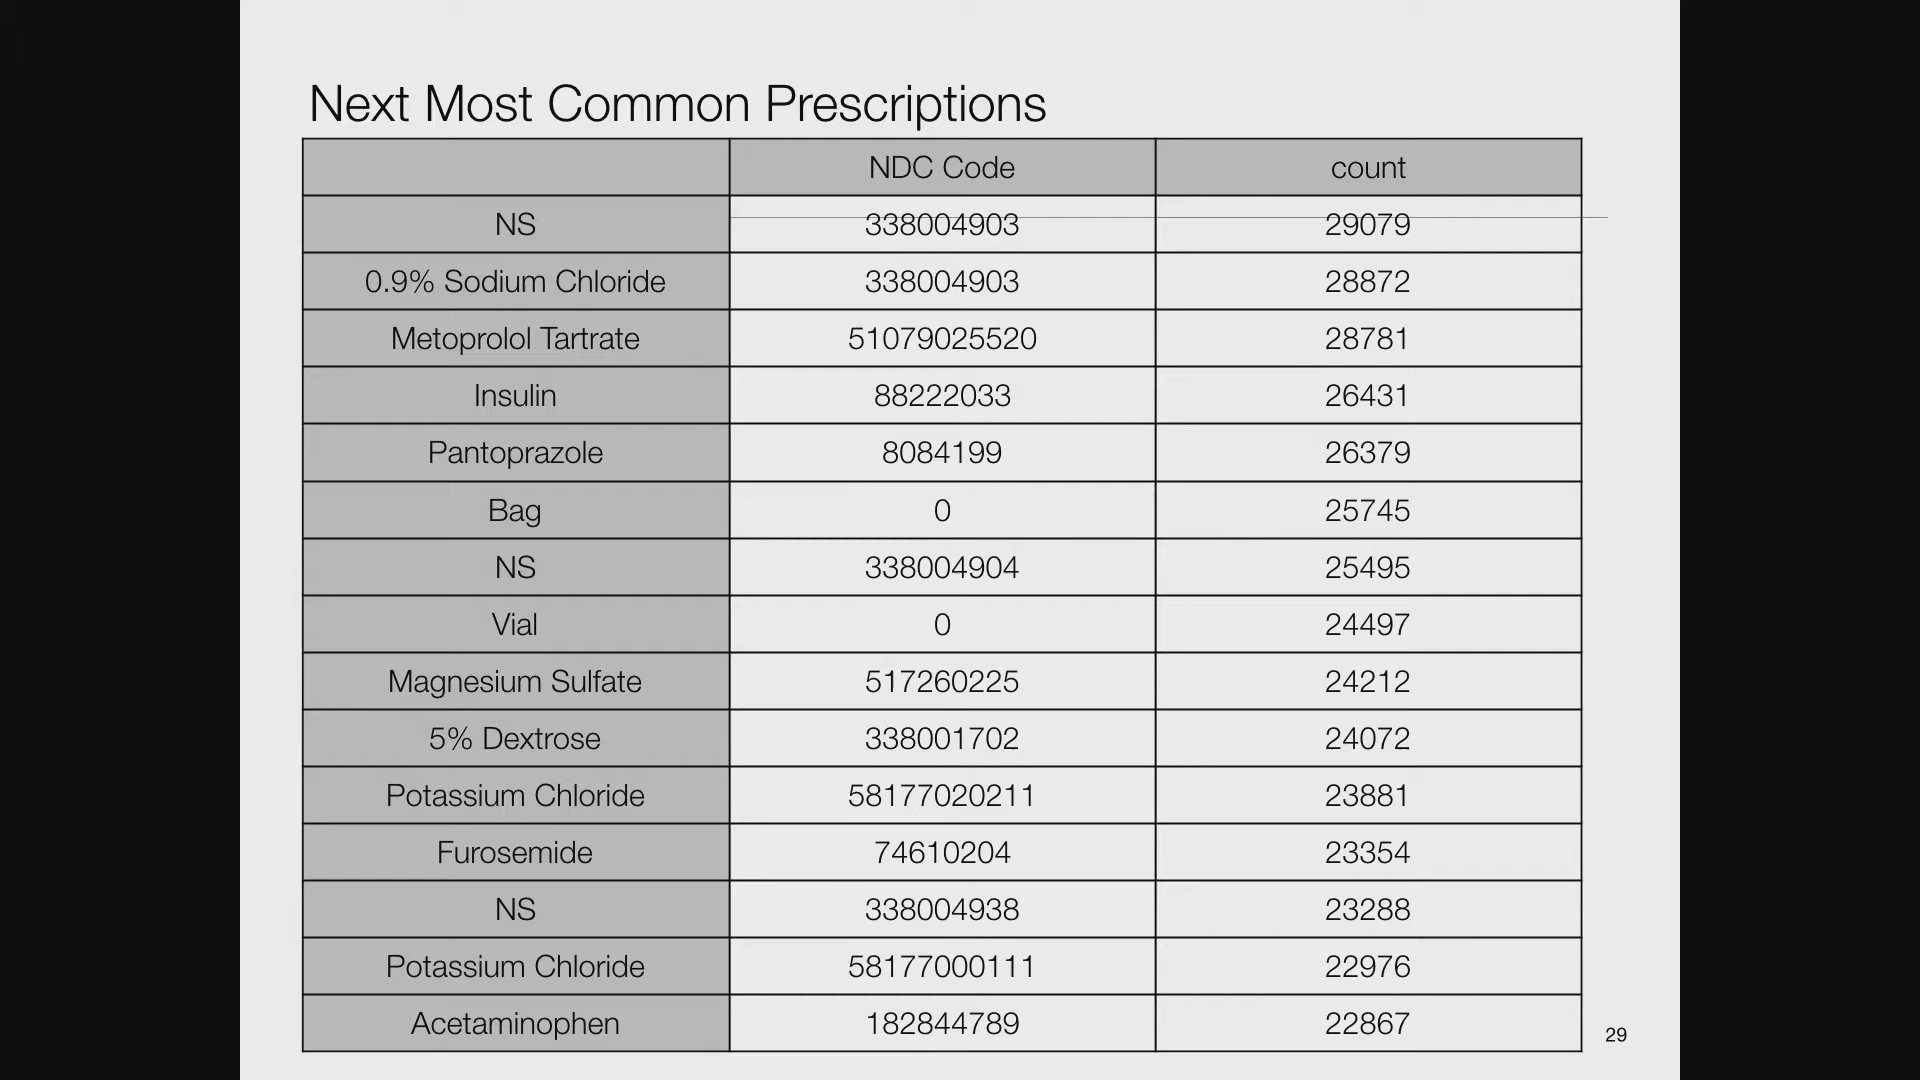 Next Most Common Prescriptions
NDC Code count
NS 338004903 29079
0.9% Sodium Chloride 338004903 28872
Metoprolol Tartrate 51079025520 28781
Insulin 88222033 26431
Pantoprazole 8084199 26379
Bag 0 25745
NS 338004904 25495
Vial 0 24497
Magnesium Sulfate 517260225 24212
5% Dextrose 338001702 24072
Potassium Chloride 58177020211 23881
Furosemide 74610204 23354
NS 338004938 23288
Potassium Chloride 58177000111 22976
Acetaminophen 182844789 22867
29